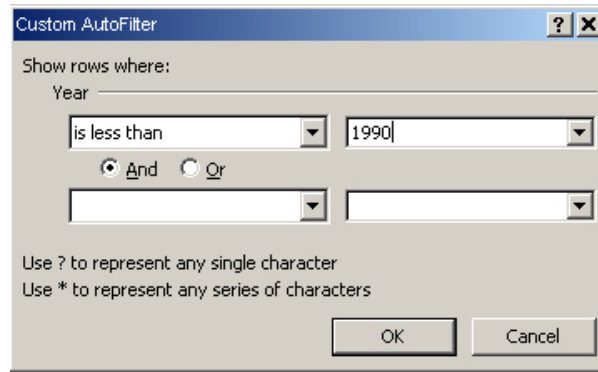 Custom AutoFilter ? X
Show rows where:
Year
is less than 1990
And Or
Use ? to represent any single character
Use * to represent any series of characters
OK Cancel